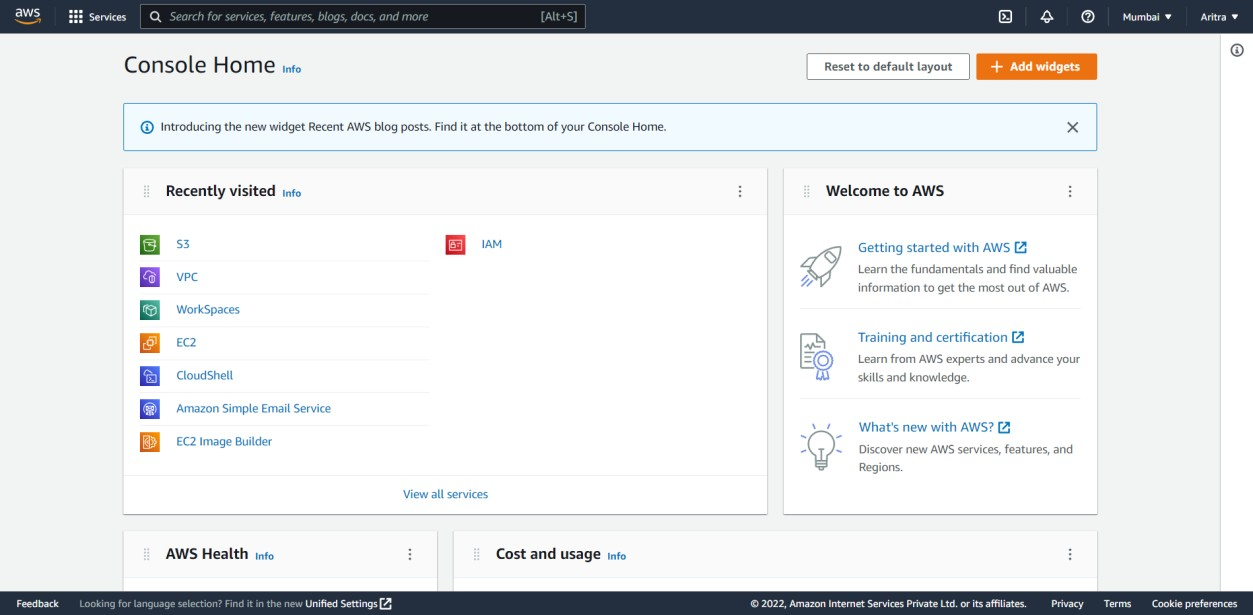 aws
Services
Search for services, features, blogs, docs, and more [Alt+S]
Mumbai ▼
Aritra ▼
Console Home Info
Reset to default layout
+ Add widgets
Introducing the new widget Recent AWS blog posts. Find it at the bottom of your Console Home.
Recently visited Info
S3
VPC
WorkSpaces
EC2
CloudShell
Amazon Simple Email Service
EC2 Image Builder
IAM
View all services
Welcome to AWS
Getting started with AWS
Learn the fundamentals and find valuable
information to get the most out of AWS.
Training and certification
Learn from AWS experts and advance your
skills and knowledge.
What's new with AWS?
Discover new AWS services, features, and
Regions.
AWS Health Info
Cost and usage Info
Feedback
Looking for language selection? Find it in the new Unified Settings
© 2022, Amazon Internet Services Private Ltd. or its affiliates.
Privacy
Terms
Cookie preferences